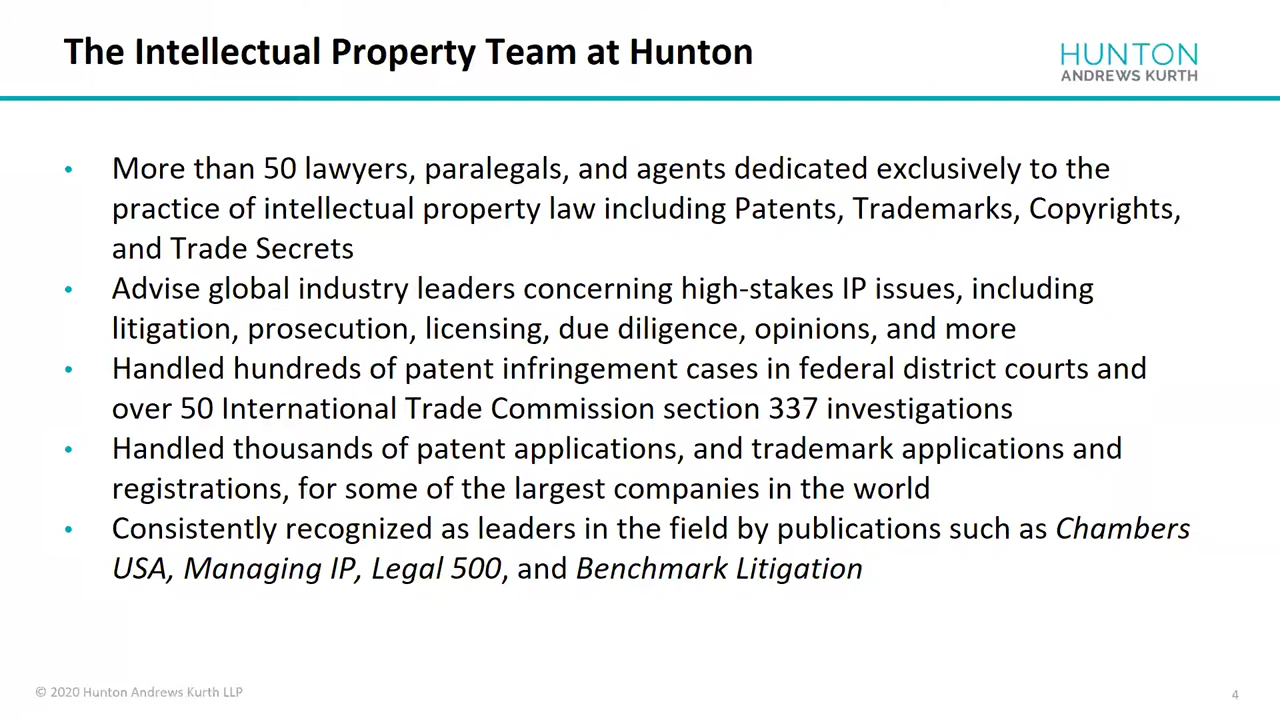 The Intellectual Property Team at Hunton
HUNTON
ANDREWS KURTH
• More than 50 lawyers, paralegals, and agents dedicated exclusively to the
practice of intellectual property law including Patents, Trademarks, Copyrights,
and Trade Secrets
• Advise global industry leaders concerning high-stakes IP issues, including
litigation, prosecution, licensing, due diligence, opinions, and more
• Handled hundreds of patent infringement cases in federal district courts and
over 50 International Trade Commission section 337 investigations
• Handled thousands of patent applications, and trademark applications and
registrations, for some of the largest companies in the world
• Consistently recognized as leaders in the field by publications such as Chambers
USA, Managing IP, Legal 500, and Benchmark Litigation
© 2020 Hunton Andrews Kurth LLP
4